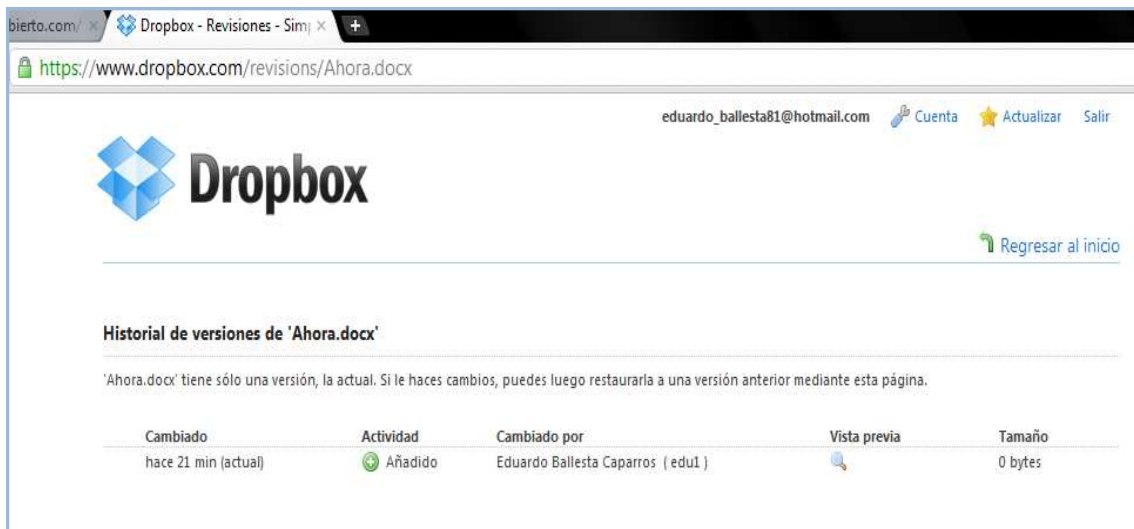 bierto.com/ Dropbox - Revisiones - Sim
https://www.dropbox.com/revisions/Ahora.docx
eduardo_ballesta81@hotmail.com Cuenta Actualizar Salir
Dropbox
Regresar al inicio
Historial de versiones de 'Ahora.docx'
'Ahora.docx' tiene sólo una versión, la actual. Si le haces cambios, puedes luego restaurarla a una versión anterior mediante esta página.
Cambiado Actividad Cambiado por Vista previa Tamaño
hace 21 min (actual) Añadido Eduardo Ballesta Caparros ( edu1 ) 0 bytes